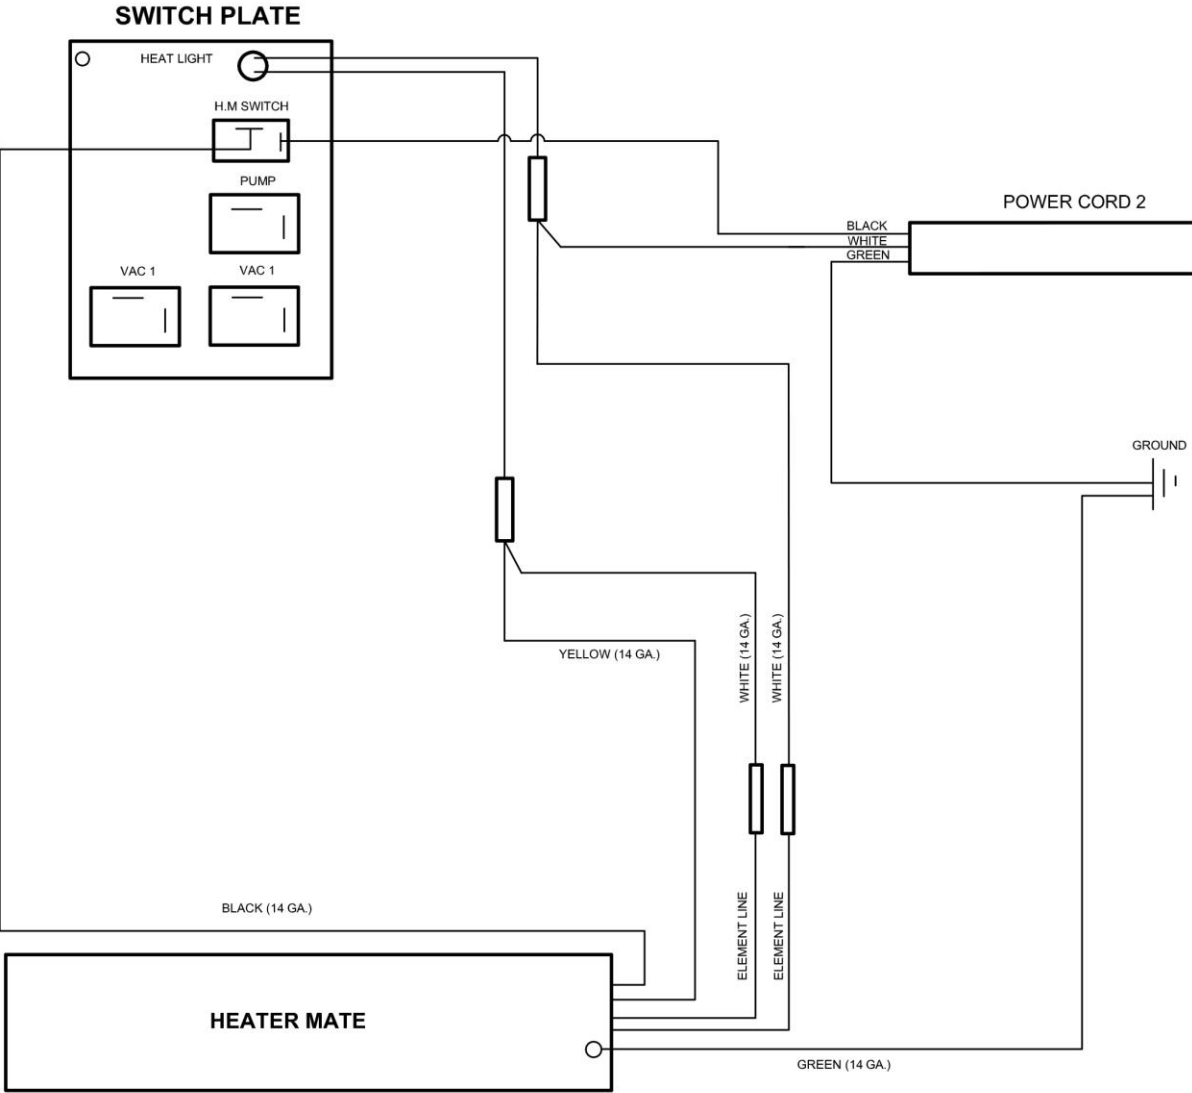 SWITCH PLATE
HEAT LIGHT
H.M SWITCH
PUMP
VAC 1
VAC 1
POWER CORD 2
BLACK
WHITE
GREEN
GROUND
YELLOW (14 GA.)
WHITE (14 GA.)
WHITE (14 GA.)
BLACK (14 GA.)
ELEMENT LINE
ELEMENT LINE
HEATER MATE
GREEN (14 GA.)